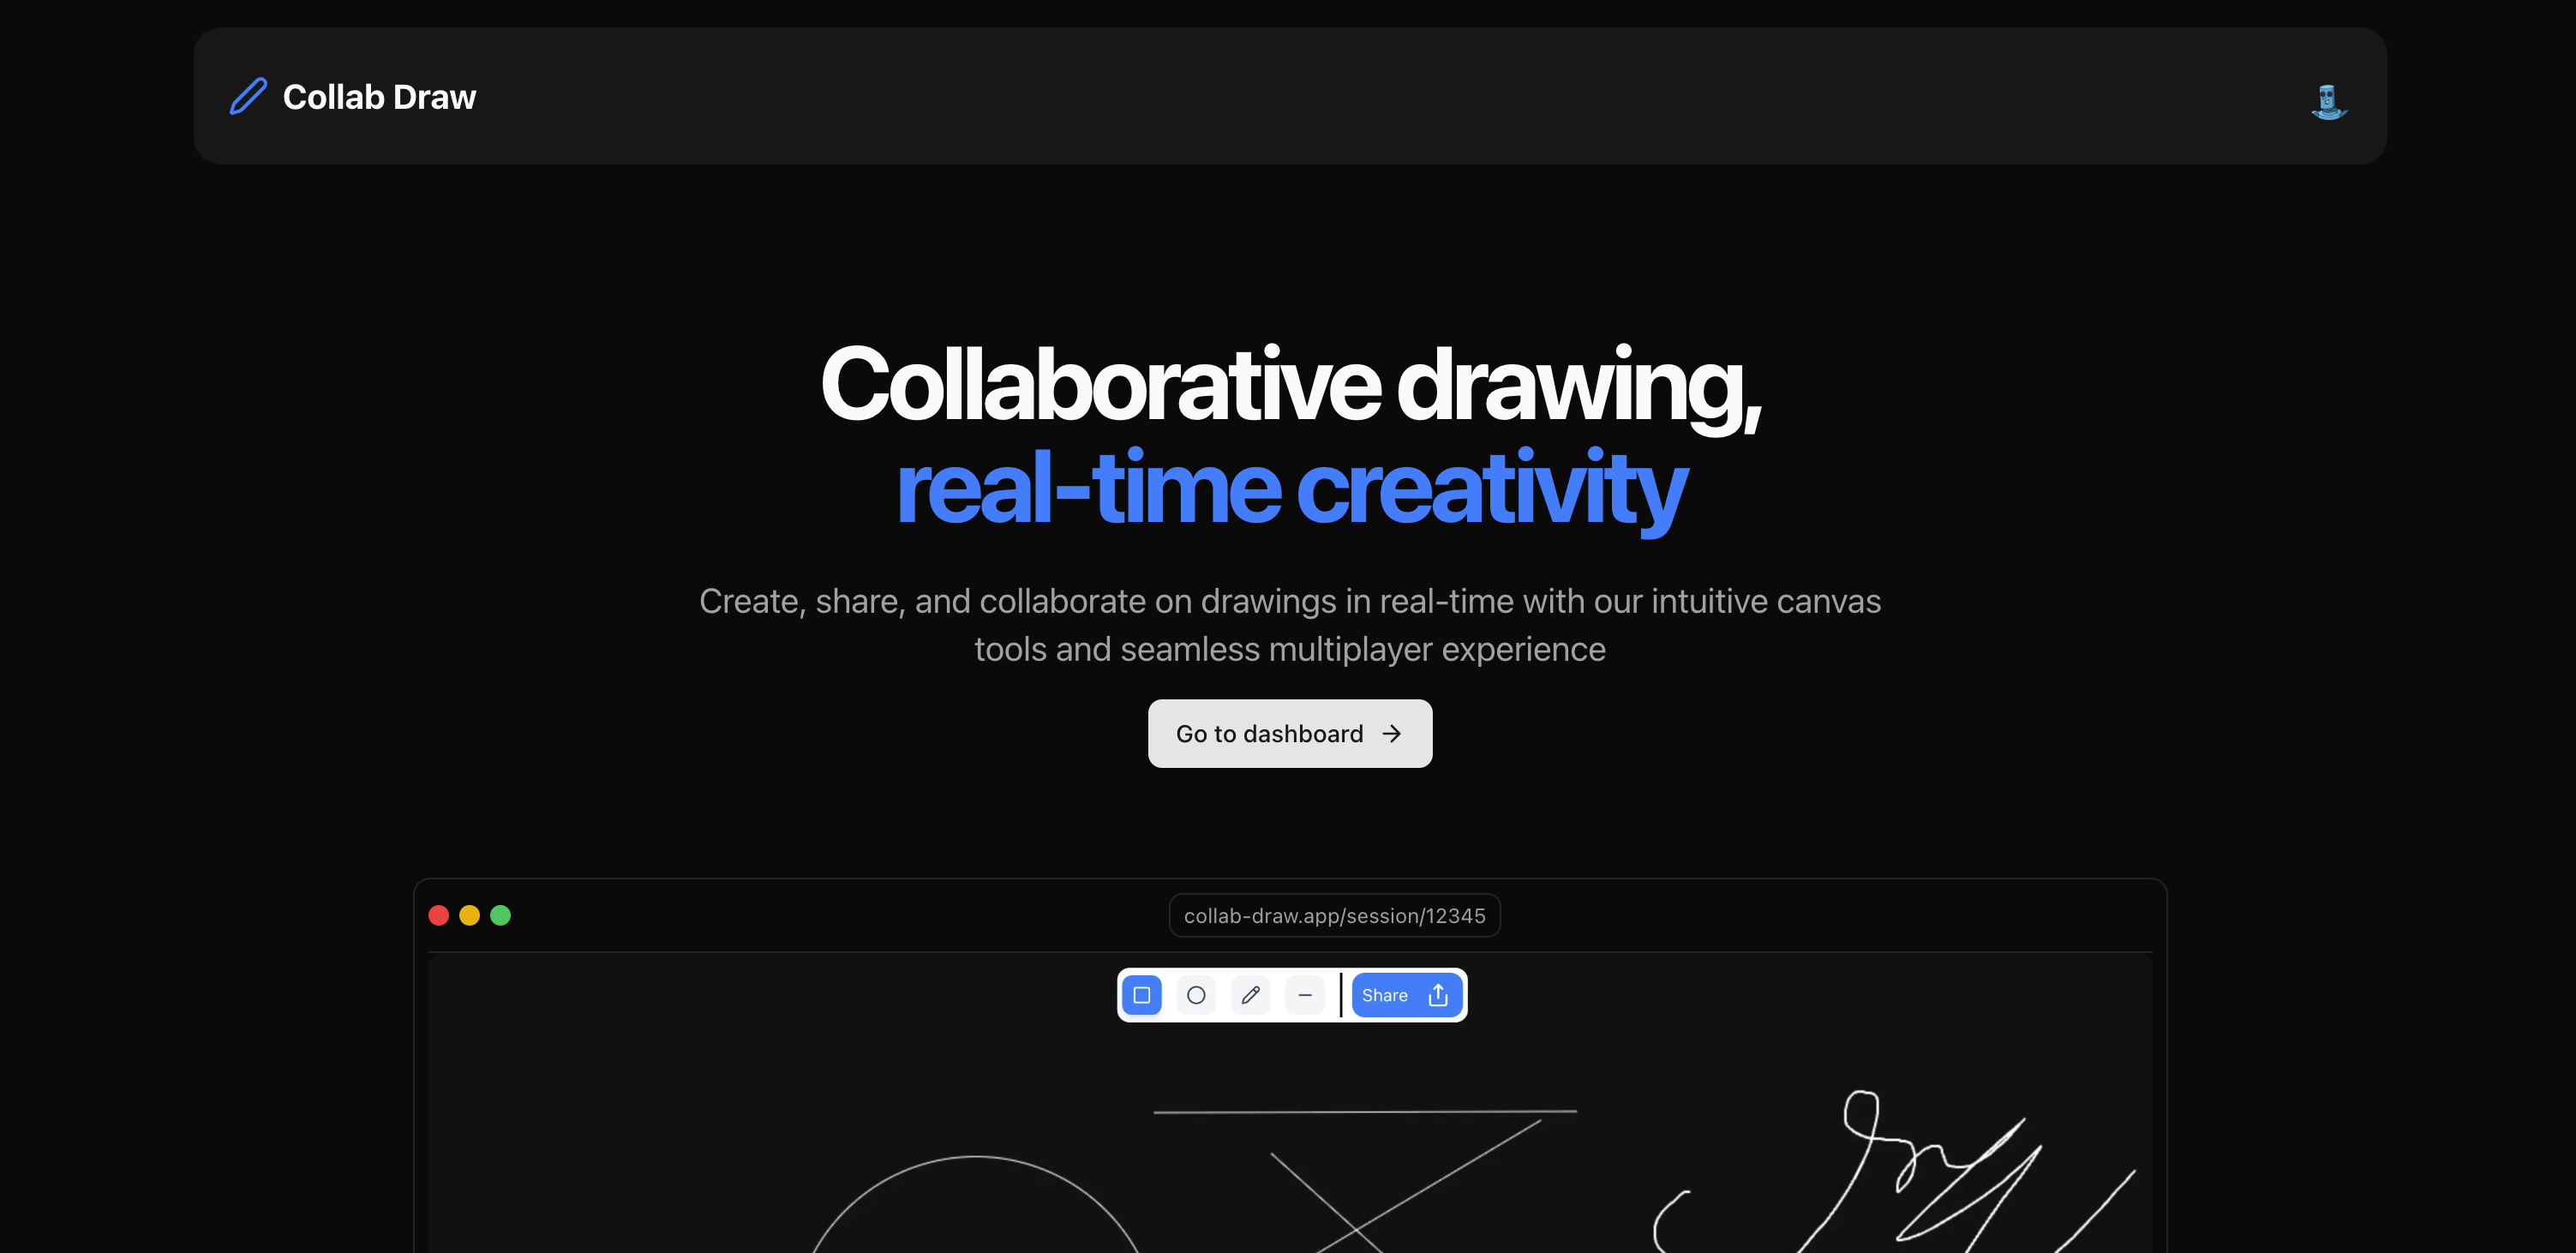 Collab Draw
Collaborative drawing,
real-time creativity
Create, share, and collaborate on drawings in real-time with our intuitive canvas
tools and seamless multiplayer experience
Go to dashboard
collab-draw.app/session/12345
Share